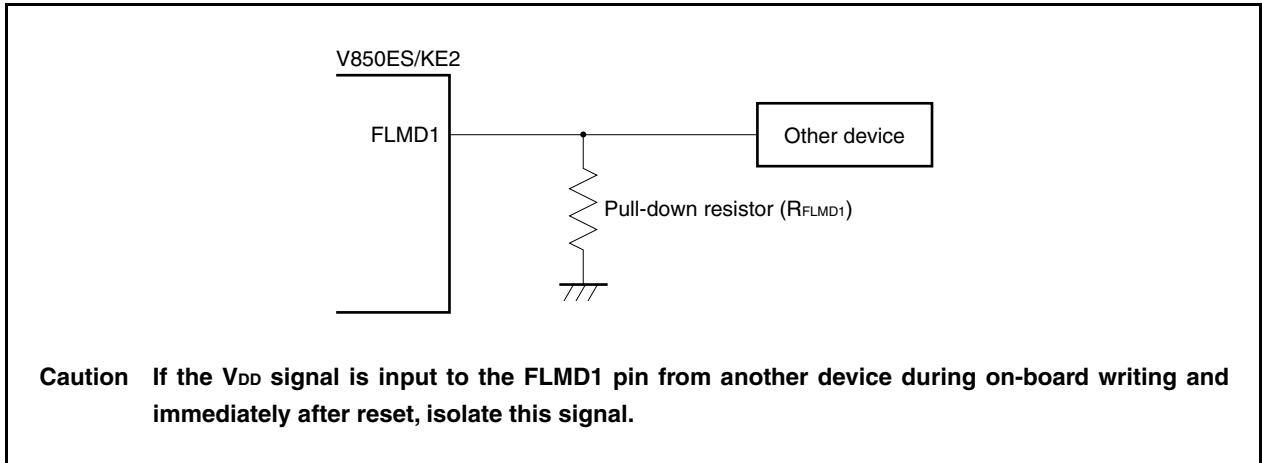 V850ES/KE2
FLMD1
Other device
Pull-down resistor (RFLMD1)
Caution If the VDD signal is input to the FLMD1 pin from another device during on-board writing and
immediately after reset, isolate this signal.